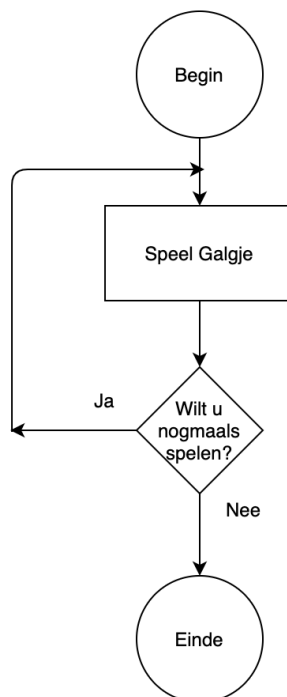 Begin
Speel Galgje
Ja
Wilt u
nogmaals
spelen?
Nee
Einde